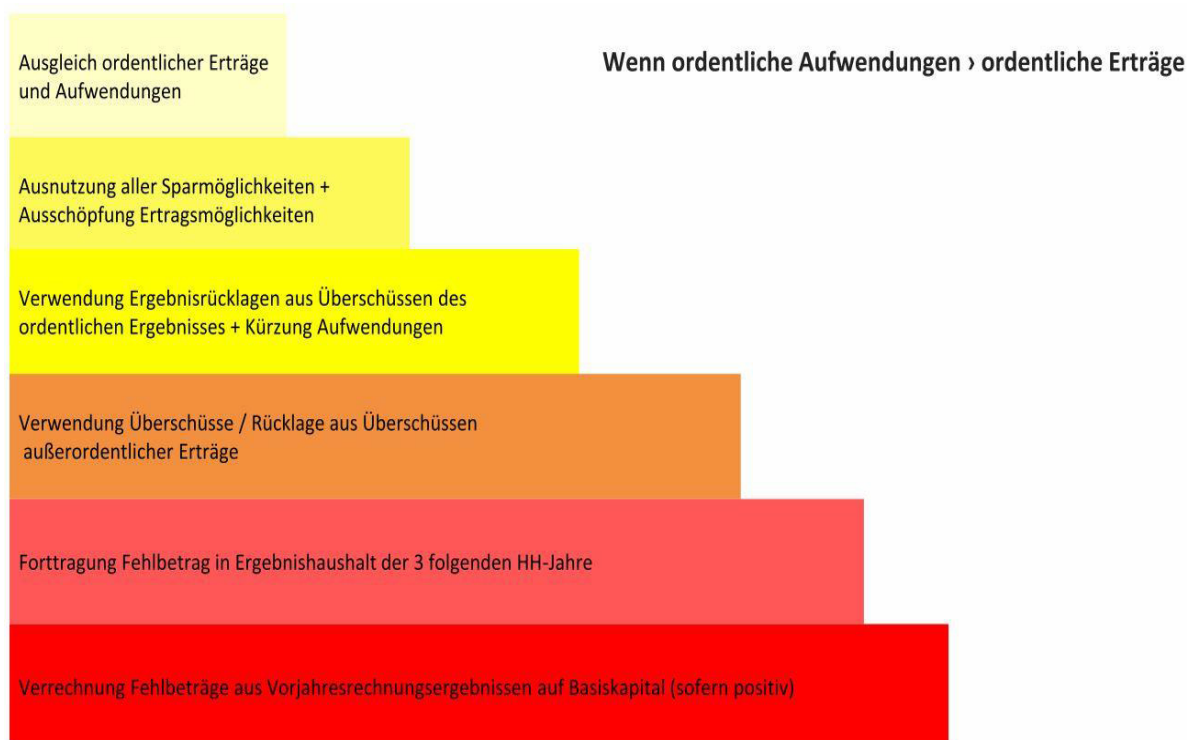 Wenn ordentliche Aufwendungen › ordentliche Erträge
Ausgleich ordentlicher Erträge
und Aufwendungen
Ausnutzung aller Sparmöglichkeiten +
Ausschöpfung Ertragsmöglichkeiten
Verwendung Ergebnisrücklagen aus Überschüssen des
ordentlichen Ergebnisses + Kürzung Aufwendungen
Verwendung Überschüsse / Rücklage aus Überschüssen
außerordentlicher Erträge
Forttragung Fehlbetrag in Ergebnishaushalt der 3 folgenden HH-Jahre
Verrechnung Fehlbeträge aus Vorjahresrechnungsergebnissen auf Basiskapital (sofern positiv)